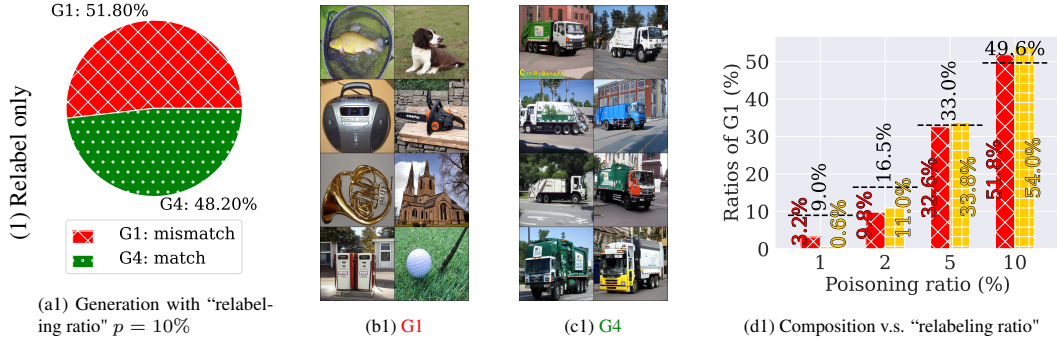 (1) Relabel only
G1: 51.80%
G4: 48.20%
G1: mismatch
G4: match
(a1) Generation with “relabel-
ing ratio" p = 10%
(b1) G1
(c1) G4
Ratios of G1 (%)
50
40
30
20
10
0
3.2%
9.0%
0.6%
9.8%
16.5%
11.0%
32.6%
33.0%
33.8%
51.8%
49.6%
54.0%
1
2
5
10
Poisoning ratio (%)
(d1) Composition v.s. “relabeling ratio"